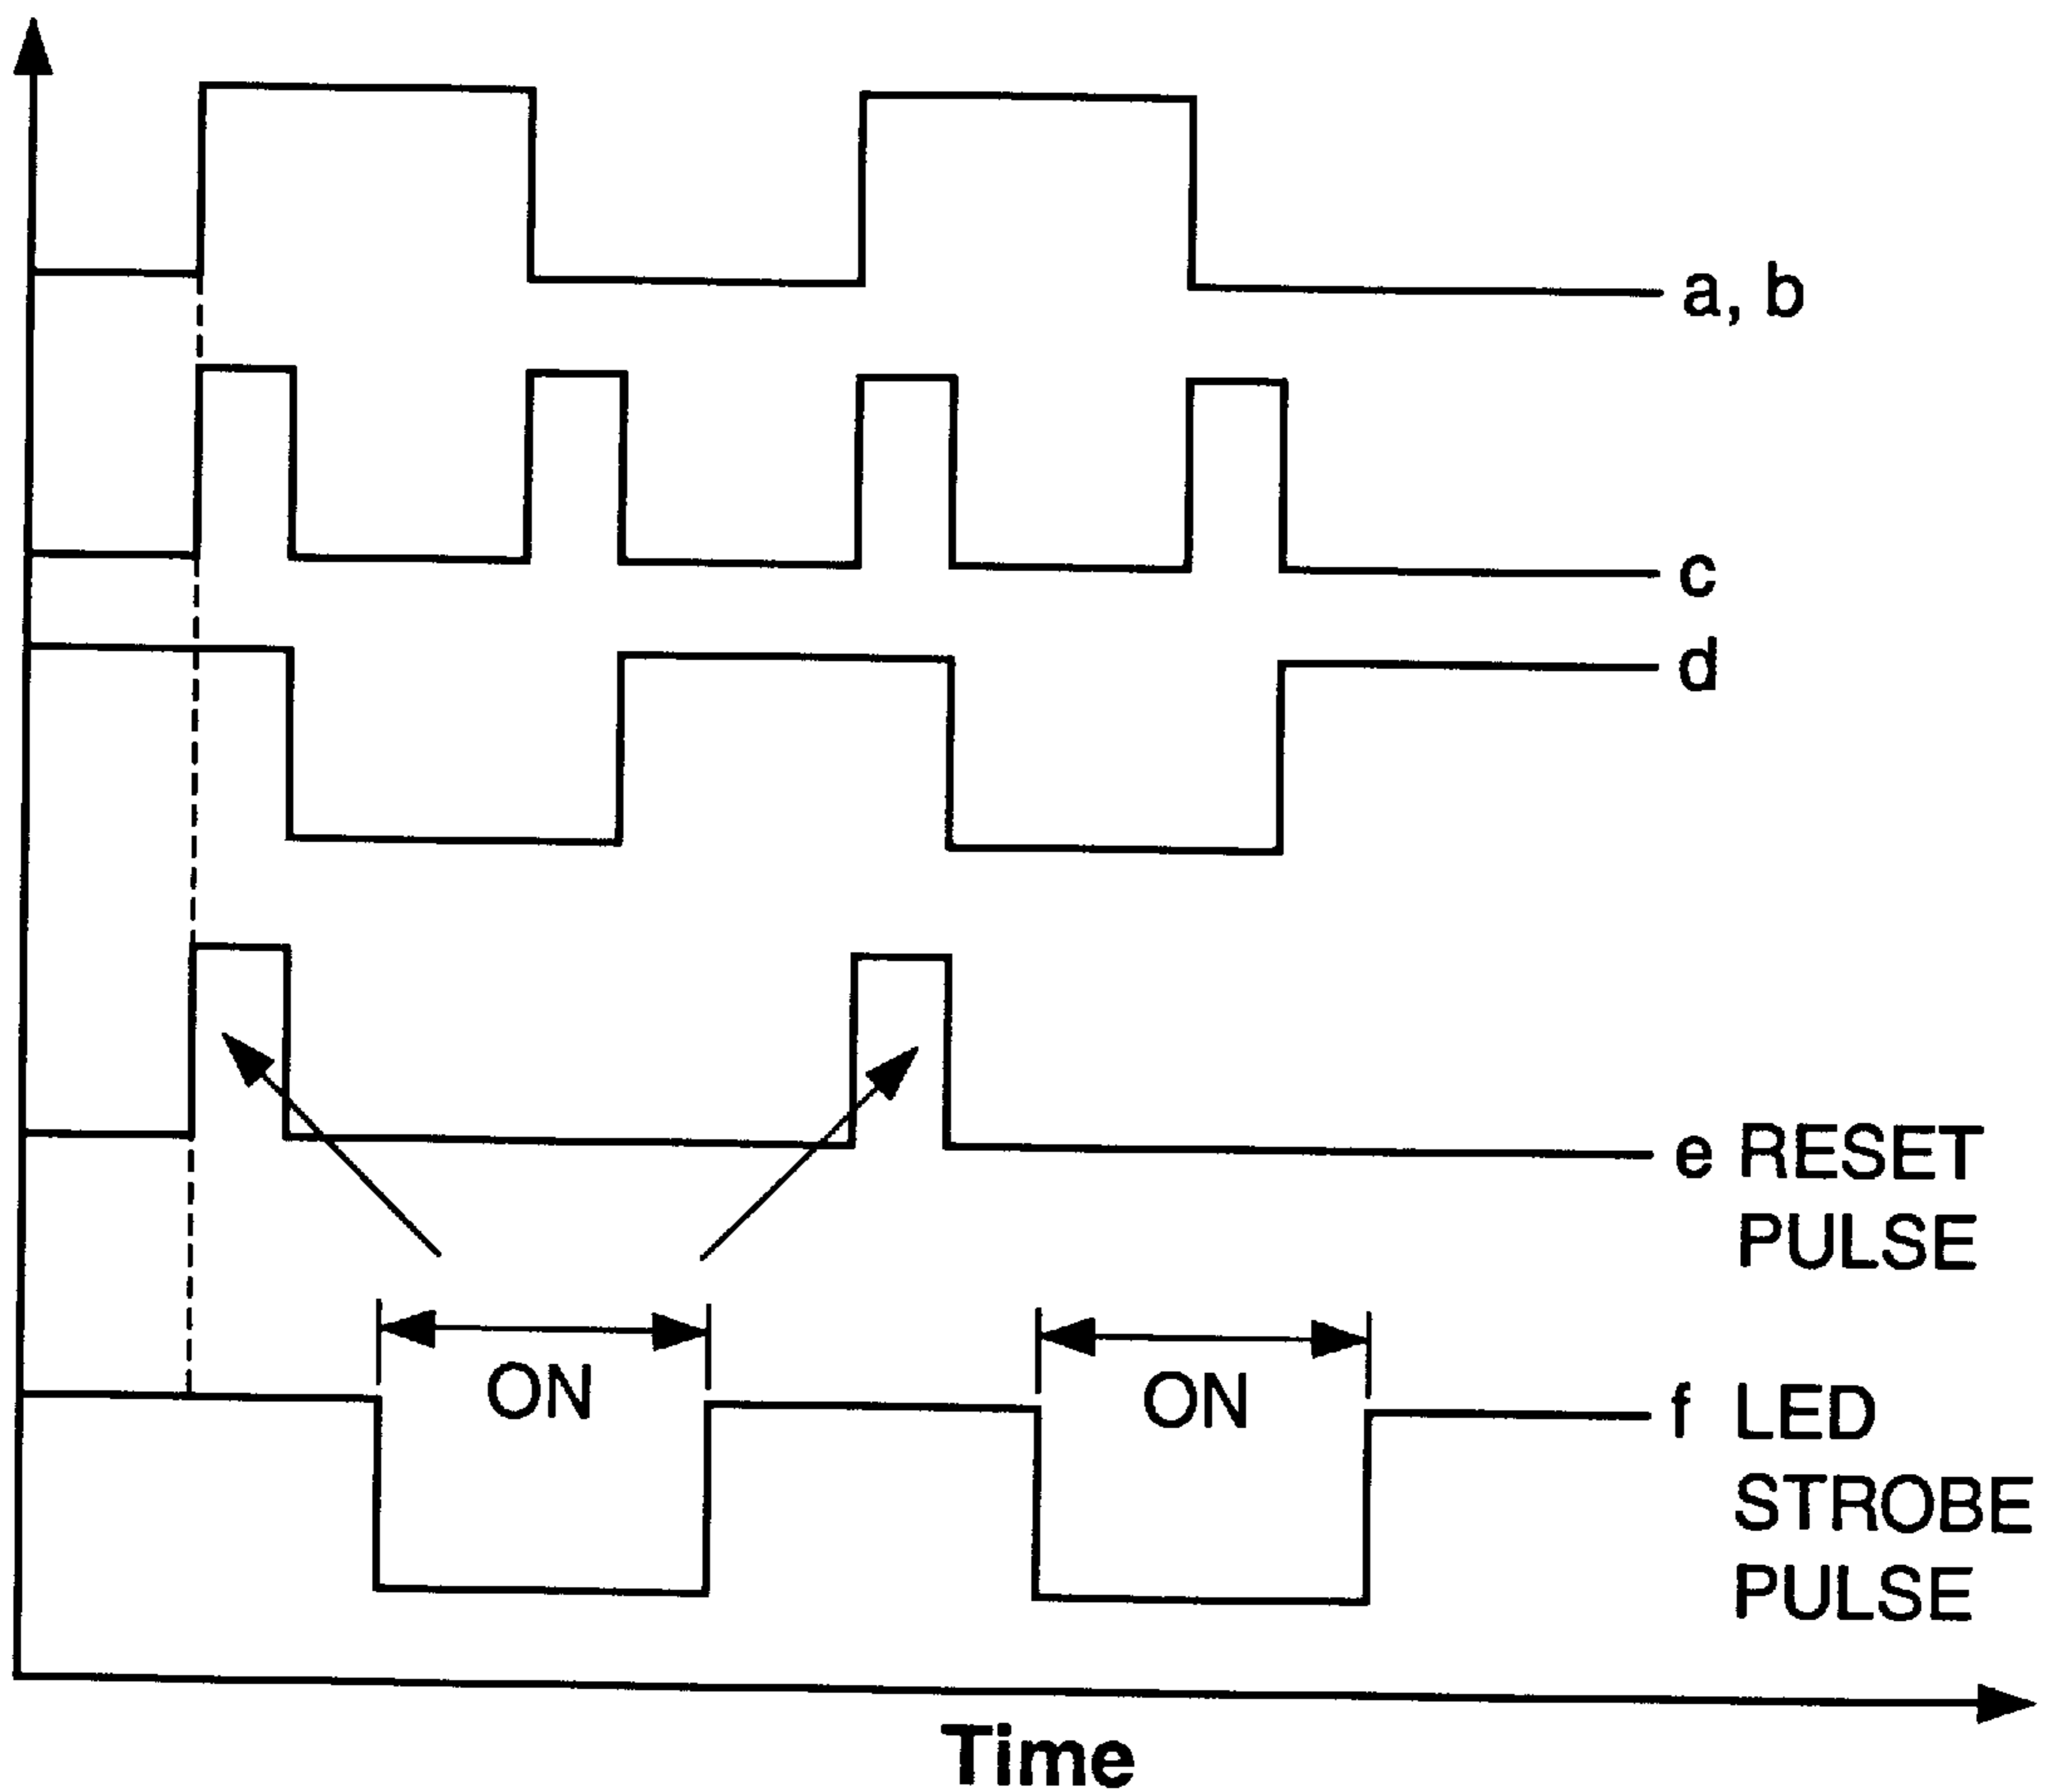 a, b
c
d
e RESET
PULSE
ON
ON
f LED
STROBE
PULSE
Time